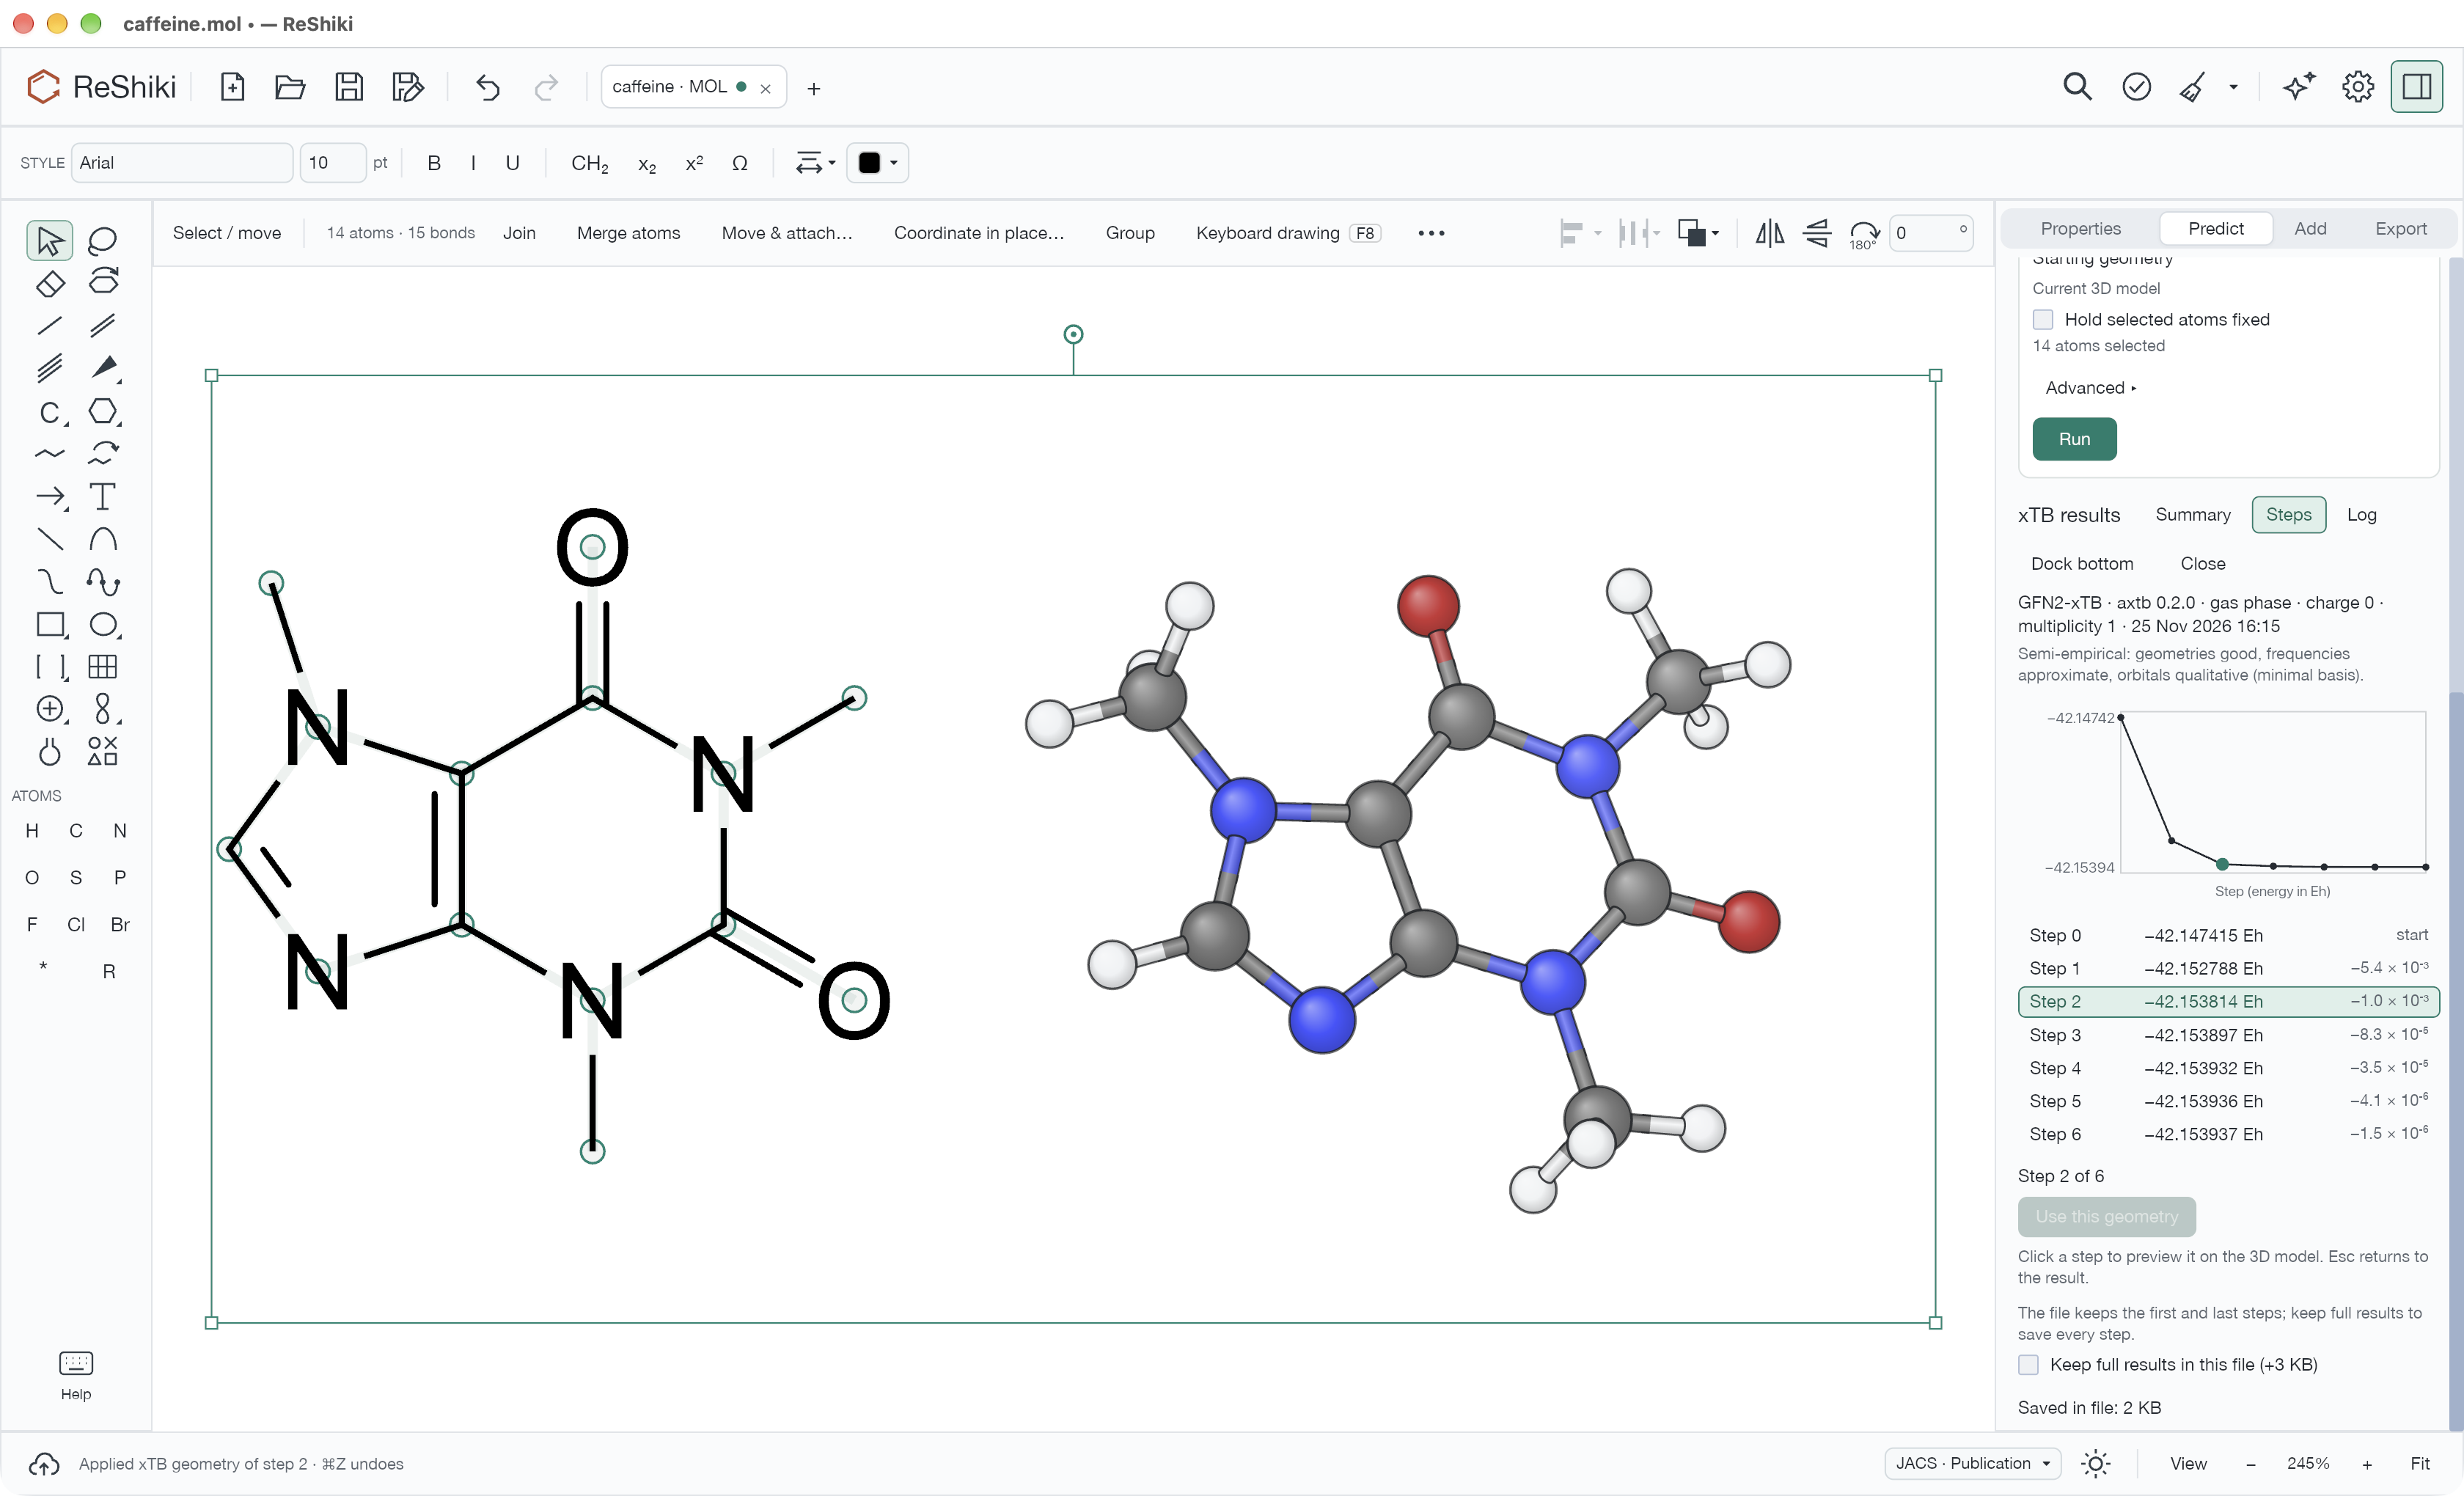 caffeine.mol • — ReShiki
ReShiki
caffeine · MOL
STYLE Arial 10 pt B I U CH₂ x₂ x² Ω
Select / move 14 atoms · 15 bonds Join Merge atoms Move & attach... Coordinate in place... Group Keyboard drawing F8 180° 0 °
Properties Predict Add Export
Starting geometry
Current 3D model
Hold selected atoms fixed
14 atoms selected
Advanced
Run
xTB results Summary Steps Log
Dock bottom Close
GFN2-xTB · axtb 0.2.0 · gas phase · charge 0 ·
multiplicity 1 · 25 Nov 2026 16:15
Semi-empirical: geometries good, frequencies
approximate, orbitals qualitative (minimal basis).
−42.14742
−42.15394
Step (energy in Eh)
Step 0 −42.147415 Eh start
Step 1 −42.152788 Eh −5.4 × 10⁻³
Step 2 −42.153814 Eh −1.0 × 10⁻³
Step 3 −42.153897 Eh −8.3 × 10⁻⁵
Step 4 −42.153932 Eh −3.5 × 10⁻⁵
Step 5 −42.153936 Eh −4.1 × 10⁻⁶
Step 6 −42.153937 Eh −1.5 × 10⁻⁶
Step 2 of 6
Use this geometry
Click a step to preview it on the 3D model. Esc returns to
the result.
The file keeps the first and last steps; keep full results to
save every step.
Keep full results in this file (+3 KB)
Saved in file: 2 KB
C
T
ATOMS
H C N
O S P
F Cl Br
* R
Help
O
N
N
N
N
O
Applied xTB geometry of step 2 · ⌘Z undoes
JACS · Publication View − 245% + Fit